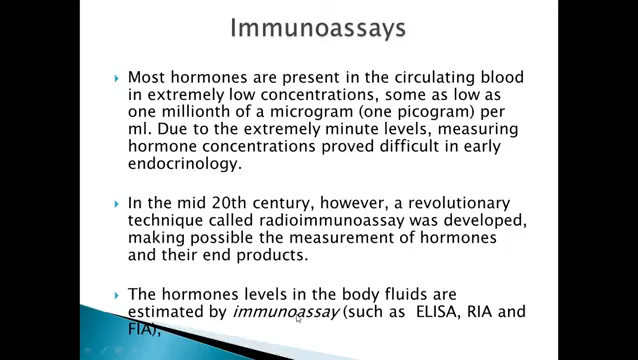 Immunoassays
Most hormones are present in the circulating blood
in extremely low concentrations, some as low as
one millionth of a microgram (one picogram) per
ml. Due to the extremely minute levels, measuring
hormone concentrations proved difficult in early
endocrinology.
In the mid 20th century, however, a revolutionary
technique called radioimmunoassay was developed,
making possible the measurement of hormones
and their end products.
The hormones levels in the body fluids are
estimated by immunoassay (such as ELISA, RIA and
FIA),